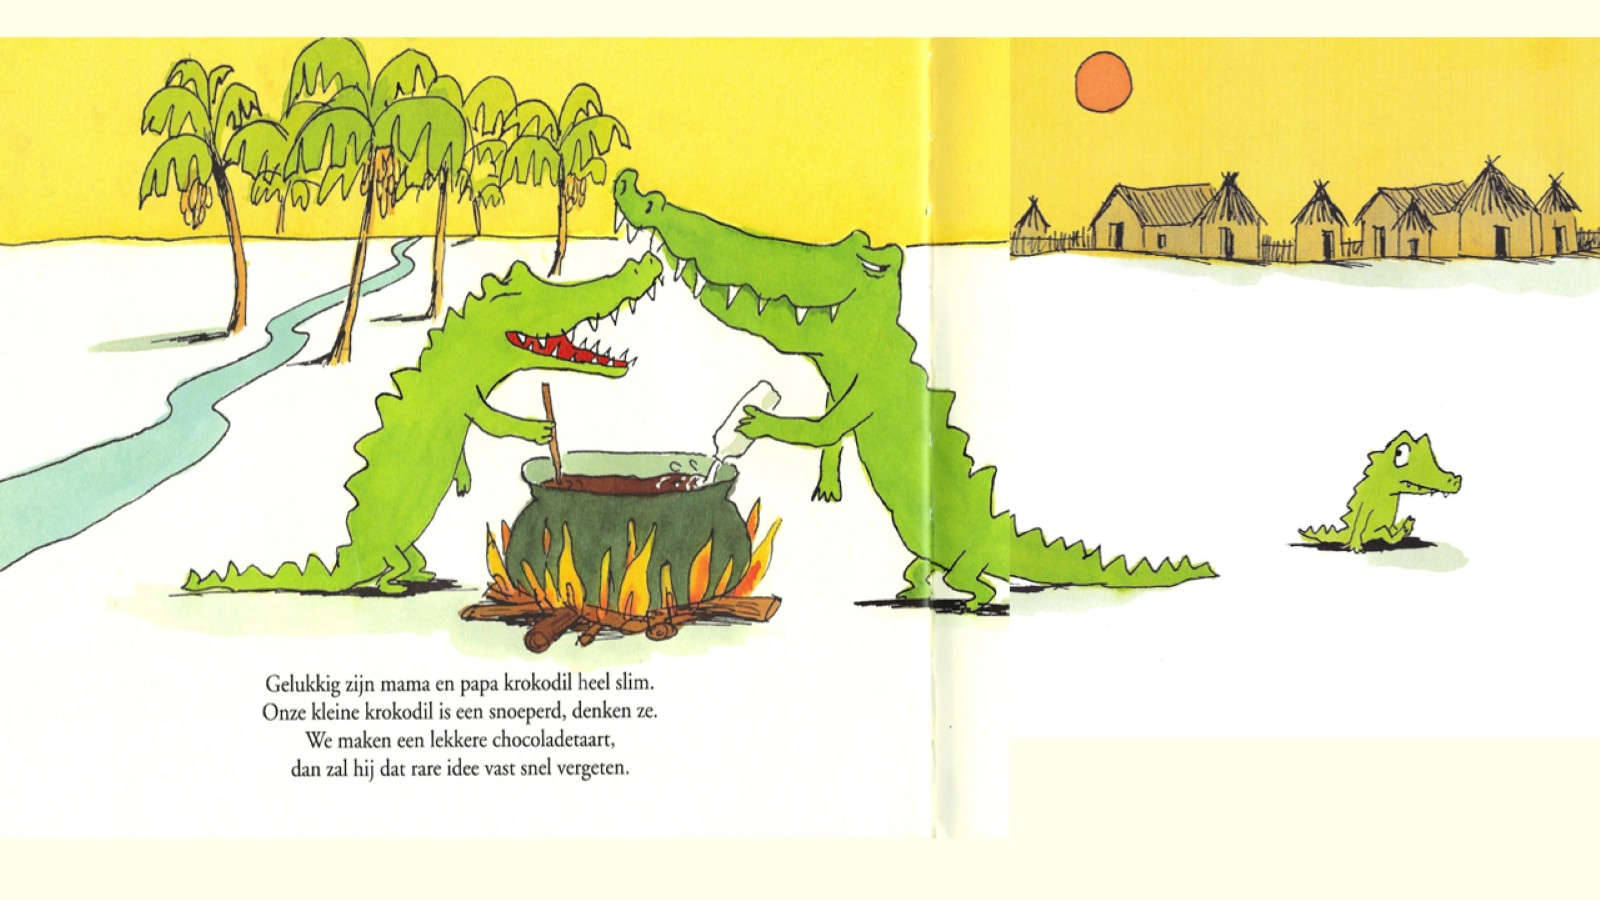 Gelukkig zijn mama en papa krokodil heel slim.
Onze kleine krokodil is een snoeperd, denken ze.
We maken een lekkere chocoladetaart,
dan zal hij dat rare idee vast snel vergeten.